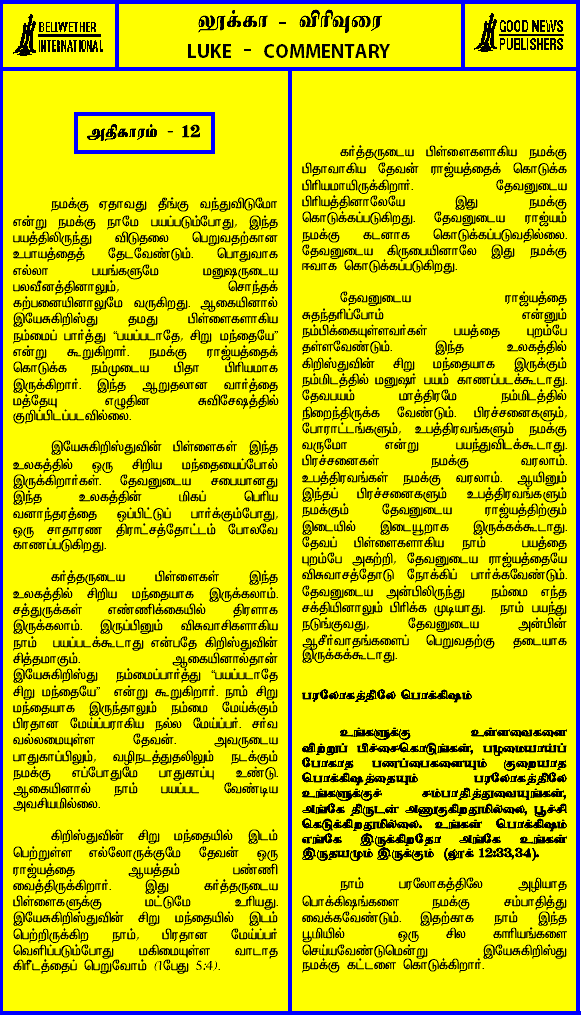 BELLWETHER
INTERNATIONAL
லூக்கா - விரிவுரை
LUKE - COMMENTARY
GOOD NEWS
PUBLISHERS
அதிகாரம் - 12
நமக்கு ஏதாவது தீங்கு வந்துவிடுமோ
என்று நமக்கு நாமே பயப்படும்போது, இந்த
பயத்திலிருந்து விடுதலை பெறுவதற்கான
உபாயத்தைத் தேடவேண்டும். பொதுவாக
எல்லா பயங்களுமே மனுஷருடைய
பலவீனத்தினாலும், சொந்தக்
கற்பனையினாலுமே வருகிறது. ஆகையினால்
இயேசுகிறிஸ்து தமது பிள்ளைகளாகிய
நம்மைப் பார்த்து “பயப்படாதே, சிறு மந்தையே”
என்று கூறுகிறார். நமக்கு ராஜ்யத்தைக்
கொடுக்க நம்முடைய பிதா பிரியமாக
இருக்கிறார். இந்த ஆறுதலான வார்த்தை
மத்தேயு எழுதின சுவிசேஷத்தில்
குறிப்பிடப்படவில்லை.
இயேசுகிறிஸ்துவின் பிள்ளைகள் இந்த
உலகத்தில் ஒரு சிறிய மந்தையைப்போல்
இருக்கிறார்கள். தேவனுடைய சபையானது
இந்த உலகத்தின் மிகப் பெரிய
வனாந்தரத்தை ஒப்பிட்டுப் பார்க்கும்போது,
ஒரு சாதாரண திராட்சத்தோட்டம் போலவே
காணப்படுகிறது.
கர்த்தருடைய பிள்ளைகள் இந்த
உலகத்தில் சிறிய மந்தையாக இருக்கலாம்.
சத்துருக்கள் எண்ணிக்கையில் திரளாக
இருக்கலாம். இருப்பினும் விசுவாசிகளாகிய
நாம் பயப்படக்கூடாது என்பதே கிறிஸ்துவின்
சித்தமாகும். ஆகையினால்தான்
இயேசுகிறிஸ்து நம்மைப்பார்த்து “பயப்படாதே
சிறு மந்தையே” என்று கூறுகிறார். நாம் சிறு
மந்தையாக இருந்தாலும் நம்மை மேய்க்கும்
பிரதான மேய்ப்பராகிய நல்ல மேய்ப்பர். சர்வ
வல்லமையுள்ள தேவன். அவருடைய
பாதுகாப்பிலும், வழிநடத்துதலிலும் நடக்கும்
நமக்கு எப்போதுமே பாதுகாப்பு உண்டு.
ஆகையினால் நாம் பயப்பட வேண்டிய
அவசியமில்லை.
கிறிஸ்துவின் சிறு மந்தையில் இடம்
பெற்றுள்ள எல்லோருக்குமே தேவன் ஒரு
ராஜ்யத்தை ஆயத்தம் பண்ணி
வைத்திருக்கிறார். இது கர்த்தருடைய
பிள்ளைகளுக்கு மட்டுமே உரியது.
இயேசுகிறிஸ்துவின் சிறு மந்தையில் இடம்
பெற்றிருக்கிற நாம், பிரதான மேய்ப்பர்
வெளிப்படும்போது மகிமையுள்ள வாடாத
கிரீடத்தைப் பெறுவோம் (1பேது 5:4).
கர்த்தருடைய பிள்ளைகளாகிய நமக்கு
பிதாவாகிய தேவன் ராஜ்யத்தைக் கொடுக்க
பிரியமாயிருக்கிறார். தேவனுடைய
பிரியத்தினாலேயே இது நமக்கு
கொடுக்கப்படுகிறது. தேவனுடைய ராஜ்யம்
நமக்கு கடனாக கொடுக்கப்படுவதில்லை.
தேவனுடைய கிருபையினாலே இது நமக்கு
ஈவாக கொடுக்கப்படுகிறது.
தேவனுடைய ராஜ்யத்தை
சுதந்தரிப்போம் என்னும்
நம்பிக்கையுள்ளவர்கள் பயத்தை புறம்பே
தள்ளவேண்டும். இந்த உலகத்தில்
கிறிஸ்துவின் சிறு மந்தையாக இருக்கும்
நம்மிடத்தில் மனுஷர் பயம் காணப்படக்கூடாது.
தேவபயம் மாத்திரமே நம்மிடத்தில்
நிறைந்திருக்க வேண்டும். பிரச்சனைகளும்,
போராட்டங்களும், உபத்திரவங்களும் நமக்கு
வருமோ என்று பயந்துவிடக்கூடாது.
பிரச்சனைகள் நமக்கு வரலாம்.
உபத்திரவங்கள் நமக்கு வரலாம். ஆயினும்
இந்தப் பிரச்சனைகளும் உபத்திரவங்களும்
நமக்கும் தேவனுடைய ராஜ்யத்திற்கும்
இடையில் இடையூறாக இருக்கக்கூடாது.
தேவப் பிள்ளைகளாகிய நாம் பயத்தை
புறம்பே அகற்றி, தேவனுடைய ராஜ்யத்தையே
விசுவாசத்தோடு நோக்கிப் பார்க்கவேண்டும்.
தேவனுடைய அன்பிலிருந்து நம்மை எந்த
சக்தியினாலும் பிரிக்க முடியாது. நாம் பயந்து
நடுங்குவது, தேவனுடைய அன்பின்
ஆசீர்வாதங்களைப் பெறுவதற்கு தடையாக
இருக்கக்கூடாது.
பரலோகத்திலே பொக்கிஷம்
உங்களுக்கு உள்ளவைகளை
விற்றுப் பிச்சைகொடுங்கள், பழமையாய்ப்
போகாத பணப்பைகளையும் குறையாத
பொக்கிஷத்தையும் பரலோகத்திலே
உங்களுக்குச் சம்பாதித்துவையுங்கள்,
அங்கே திருடன் அணுகுகிறதுமில்லை, பூச்சி
கெடுக்கிறதுமில்லை. உங்கள் பொக்கிஷம்
எங்கே இருக்கிறதோ அங்கே உங்கள்
இருதயமும் இருக்கும் (லூக் 12:33,34).
நாம் பரலோகத்திலே அழியாத
பொக்கிஷங்களை நமக்கு சம்பாதித்து
வைக்கவேண்டும். இதற்காக நாம் இந்த
பூமியில் ஒரு சில காரியங்களை
செய்யவேண்டுமென்று இயேசுகிறிஸ்து
நமக்கு கட்டளை கொடுக்கிறார்.